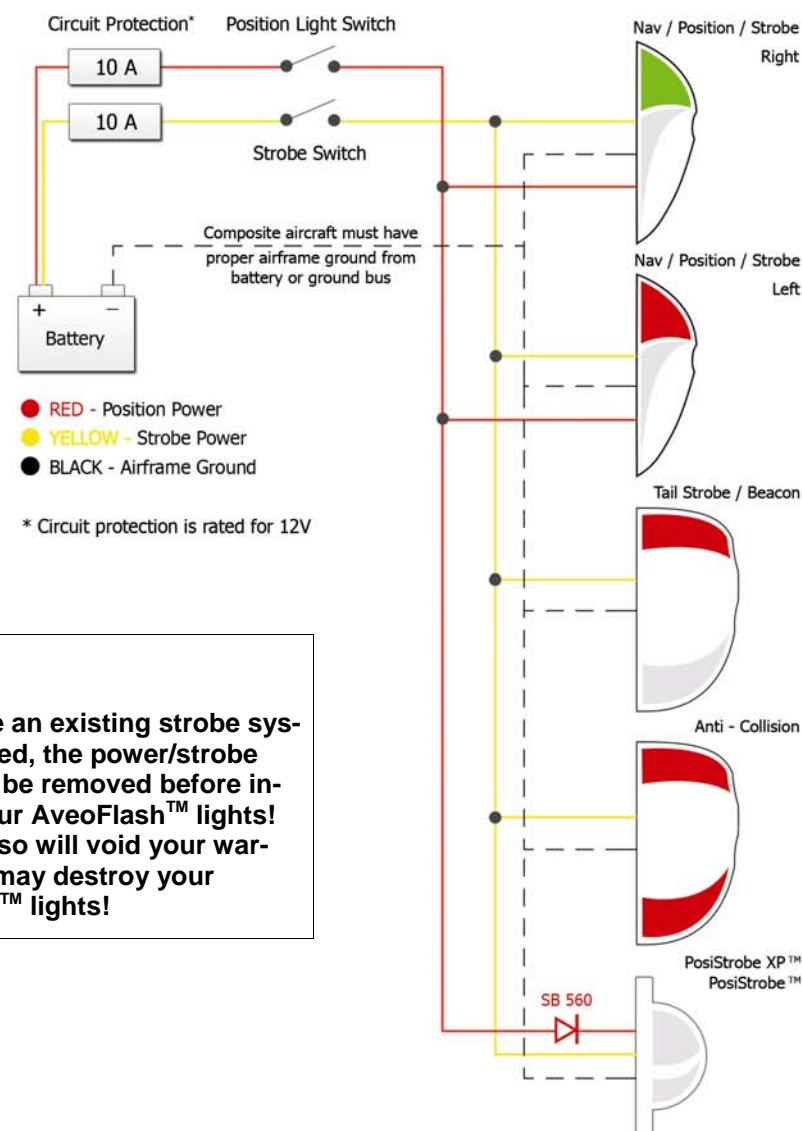 Circuit Protection*
Position Light Switch
10 A
10 A
Strobe Switch
Nav / Position / Strobe
Right
Composite aircraft must have
proper airframe ground from
battery or ground bus
+ −
Battery
Nav / Position / Strobe
Left
RED - Position Power
YELLOW - Strobe Power
BLACK - Airframe Ground
* Circuit protection is rated for 12V
Tail Strobe / Beacon
e an existing strobe sys-
ed, the power/strobe
be removed before in-
ur AveoFlash™ lights!
so will void your war-
may destroy your
™ lights!
Anti - Collision
PosiStrobe XP™
PosiStrobe™
SB 560